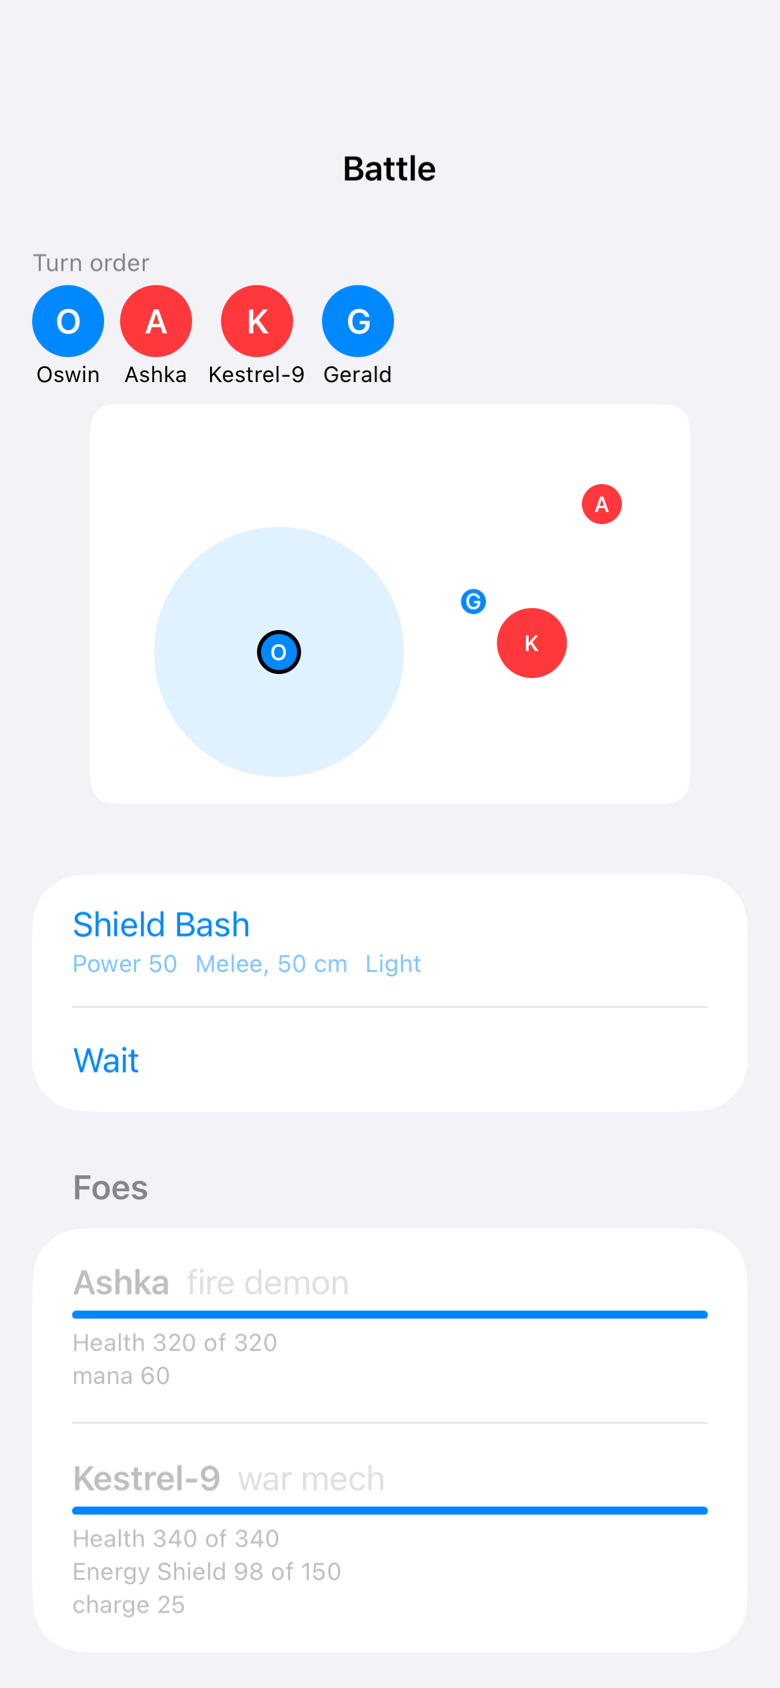 Battle
Turn order
O A K G
Oswin Ashka Kestrel-9 Gerald
A
G
K
O
Shield Bash
Power 50 Melee, 50 cm Light
Wait
Foes
Ashka fire demon
Health 320 of 320
mana 60
Kestrel-9 war mech
Health 340 of 340
Energy Shield 98 of 150
charge 25